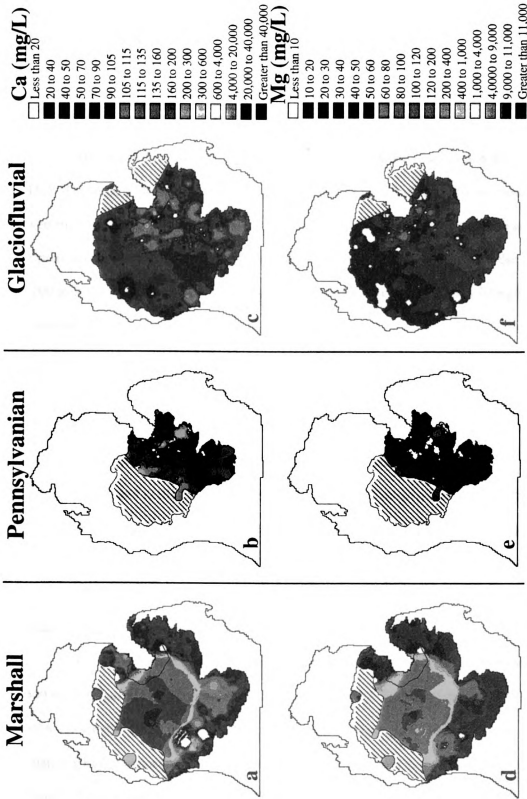 Marshall
Pennsylvanian
Glaciofluvial
a
b
c
Ca (mg/L)
Less than 20
20 to 40
40 to 50
50 to 70
70 to 90
90 to 105
105 to 115
115 to 135
135 to 160
160 to 200
200 to 300
300 to 600
600 to 4,000
4,000 to 20,000
20,000 to 40,000
Greater than 40,000
d
e
f
Mg (mg/L)
Less than 10
10 to 20
20 to 30
30 to 40
40 to 50
50 to 60
60 to 80
80 to 100
100 to 120
120 to 200
200 to 400
400 to 1,000
1,000 to 4,000
4,000 to 9,000
9,000 to 11,000
Greater than 11,000